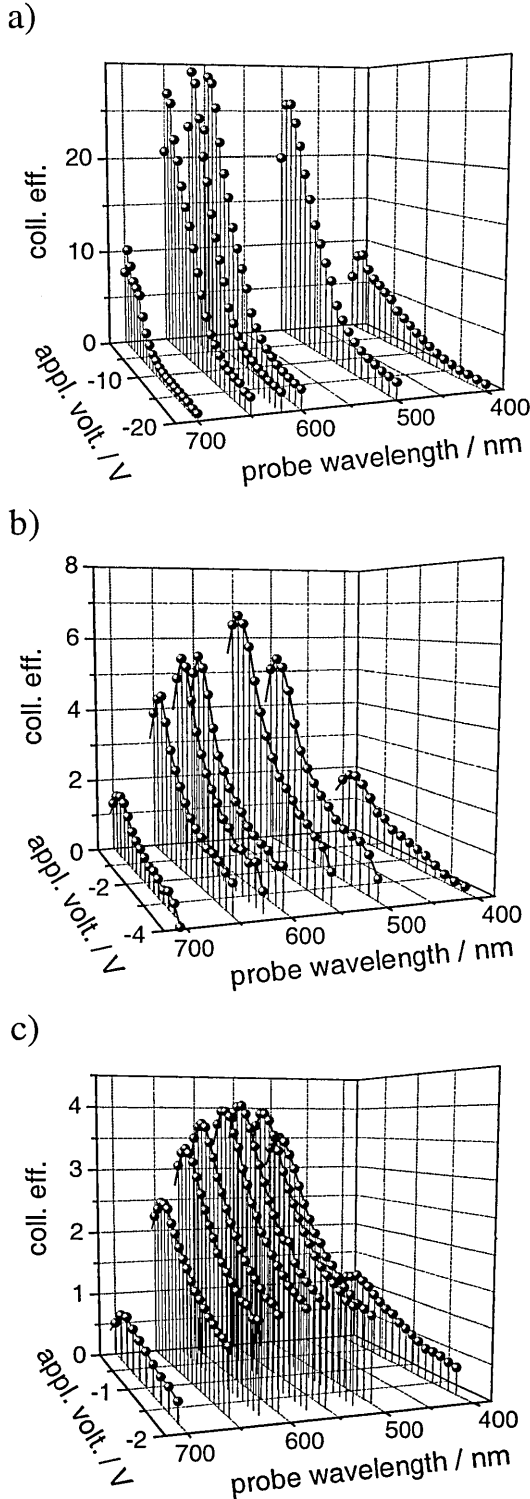 a)
20
10
0
coll. eff.
-10
-20
appl. volt. / V
700
600
500
400
probe wavelength / nm
b)
8
6
4
2
0
coll. eff.
-2
-4
appl. volt. / V
700
600
500
400
probe wavelength / nm
c)
4
3
2
1
0
coll. eff.
-1
-2
appl. volt. / V
700
600
500
400
probe wavelength / nm